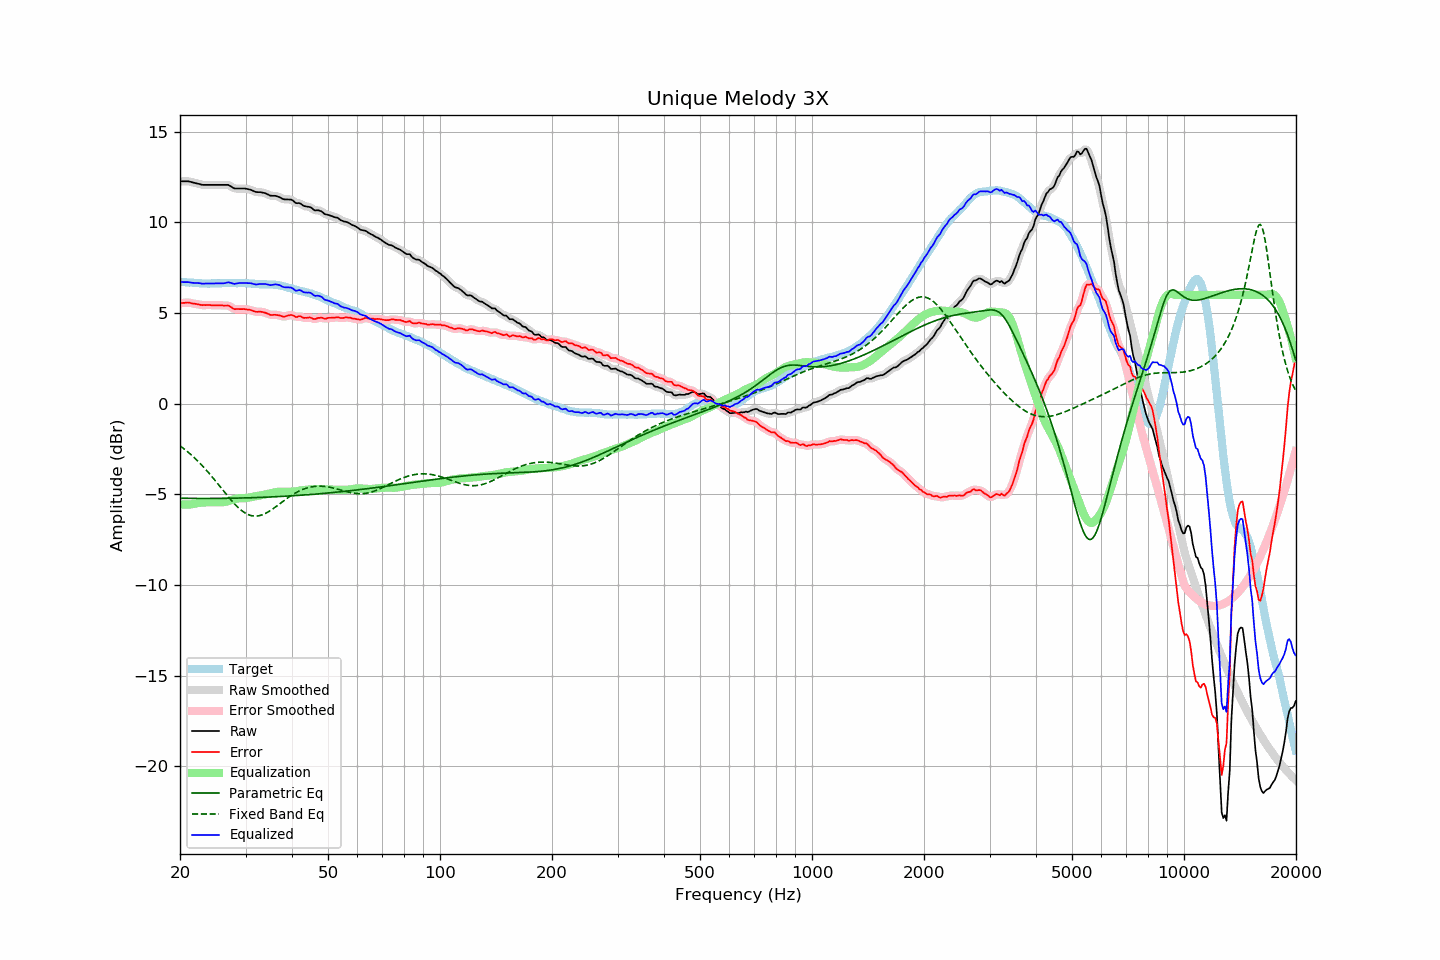 Unique Melody 3X
15
10
5
0
−5
−10
−15
−20
Amplitude (dBr)
Target
Raw Smoothed
Error Smoothed
Raw
Error
Equalization
Parametric Eq
Fixed Band Eq
Equalized
20 50 100 200 500 1000 2000 5000 10000 20000
Frequency (Hz)